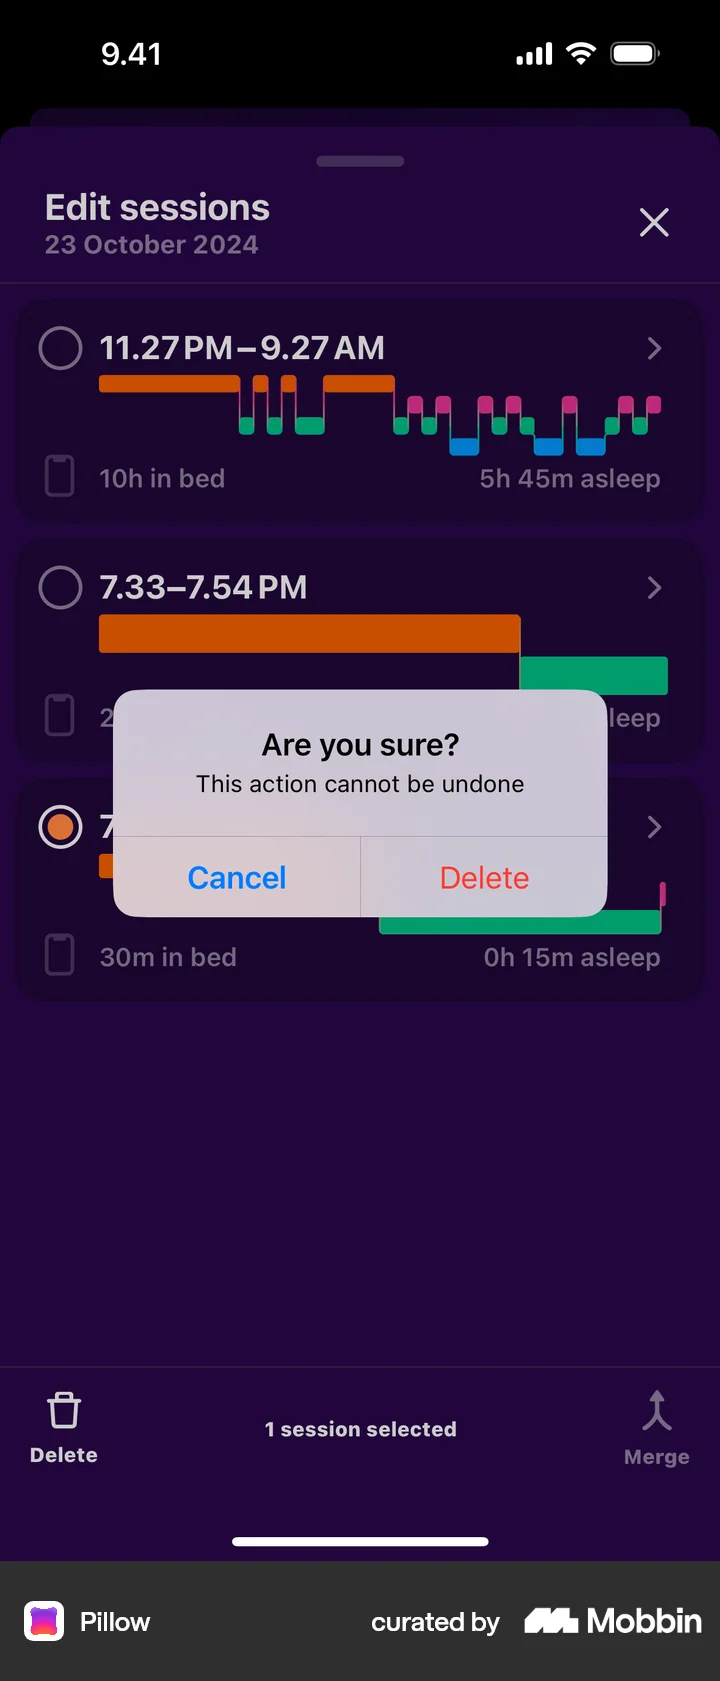 9.41
Edit sessions
23 October 2024
11.27 PM–9.27 AM
10h in bed
5h 45m asleep
7.33–7.54 PM
Are you sure?
This action cannot be undone
Cancel
Delete
30m in bed
0h 15m asleep
Delete
1 session selected
Merge
Pillow
curated by
Mobbin